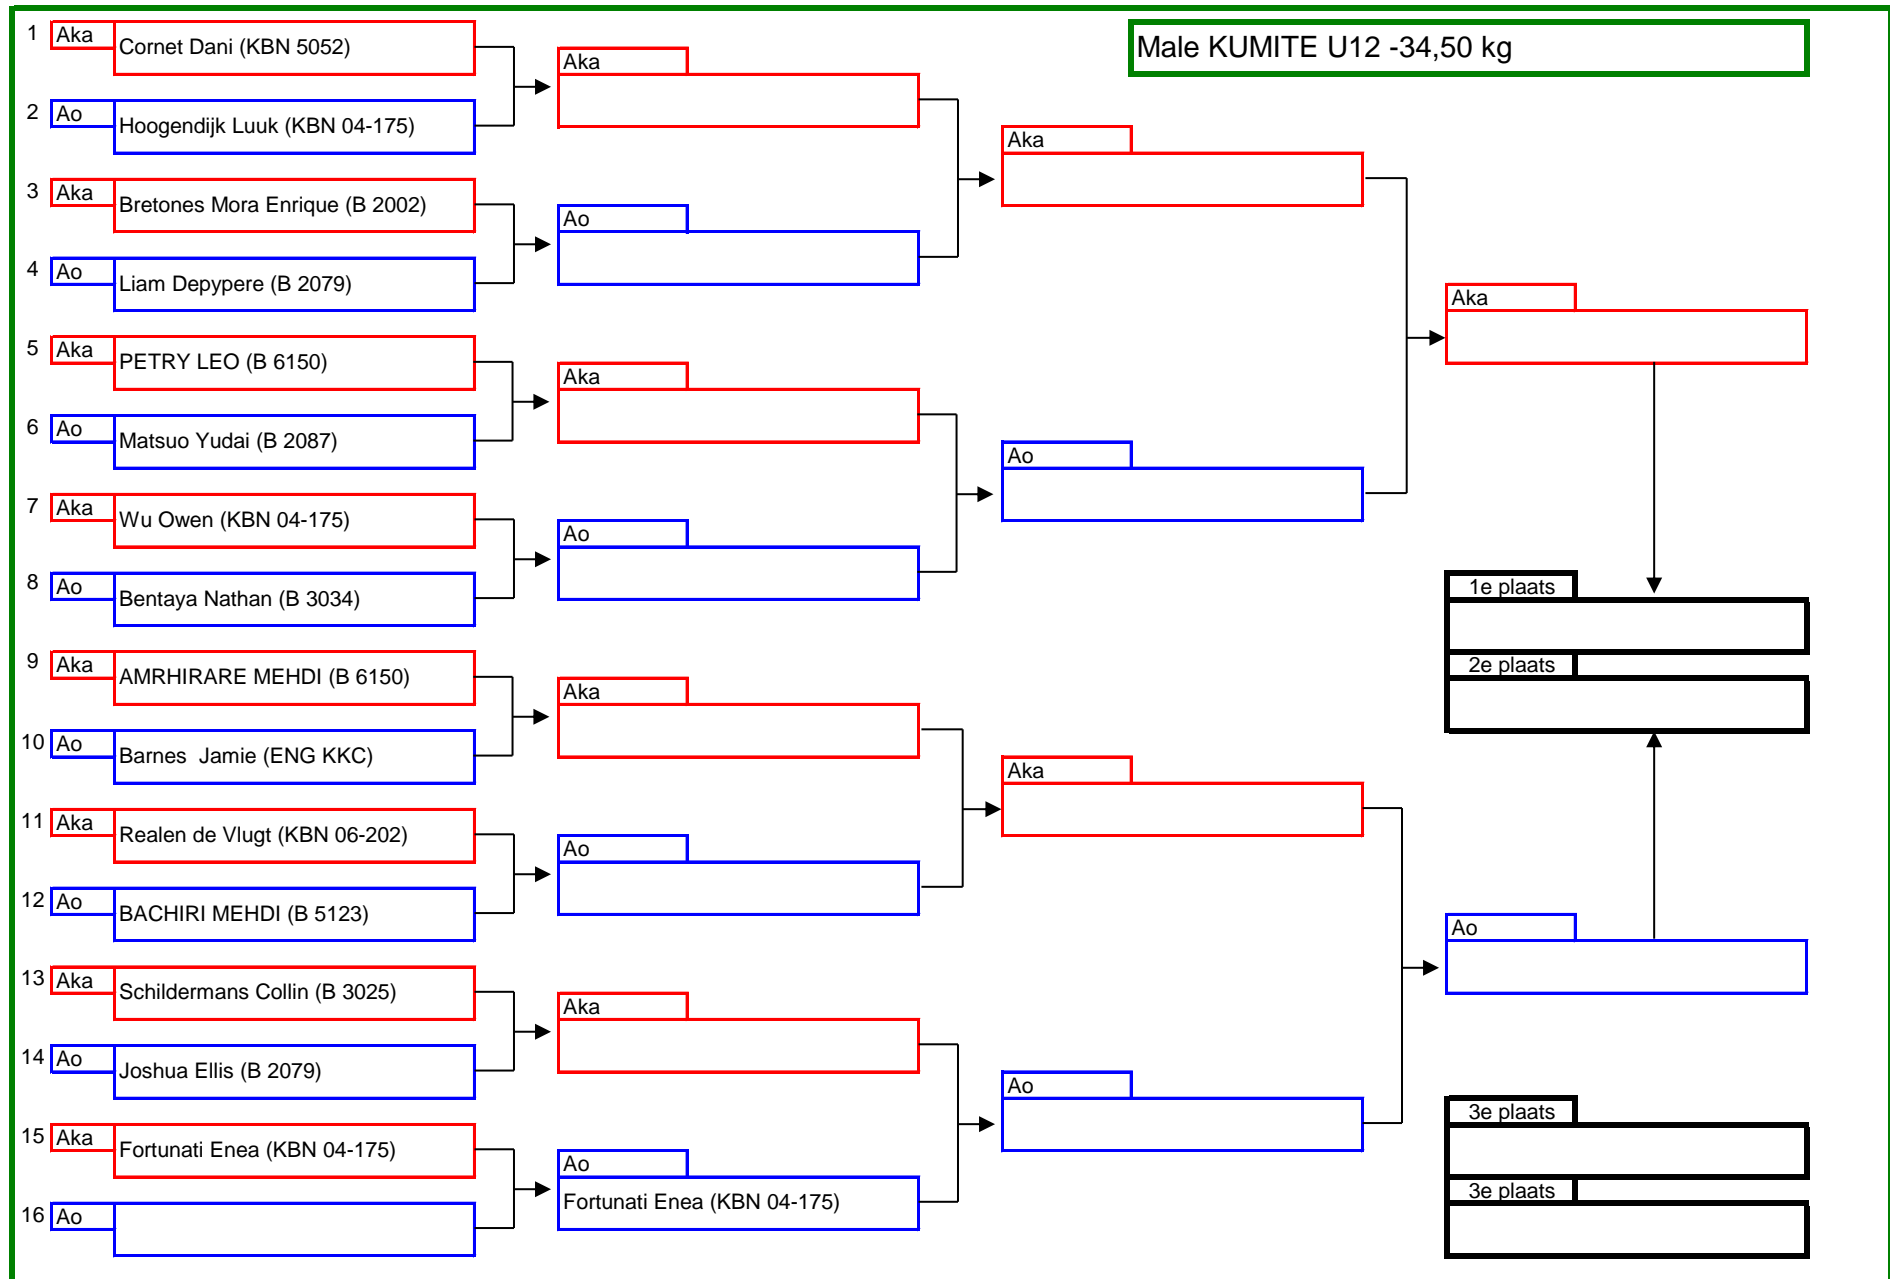 Male KUMITE U12 -34,50 kg
1 Aka
Cornet Dani (KBN 5052)
2 Ao
Hoogendijk Luuk (KBN 04-175)
3 Aka
Bretones Mora Enrique (B 2002)
4 Ao
Liam Depypere (B 2079)
5 Aka
PETRY LEO (B 6150)
6 Ao
Matsuo Yudai (B 2087)
7 Aka
Wu Owen (KBN 04-175)
8 Ao
Bentaya Nathan (B 3034)
9 Aka
AMRHIRARE MEHDI (B 6150)
10 Ao
Barnes  Jamie (ENG KKC)
11 Aka
Realen de Vlugt (KBN 06-202)
12 Ao
BACHIRI MEHDI (B 5123)
13 Aka
Schildermans Collin (B 3025)
14 Ao
Joshua Ellis (B 2079)
15 Aka
Fortunati Enea (KBN 04-175)
16 Ao
Aka
Ao
Aka
Ao
Aka
Ao
Aka
Ao
Fortunati Enea (KBN 04-175)
Aka
Ao
Aka
Ao
Aka
1e plaats
2e plaats
Ao
3e plaats
3e plaats